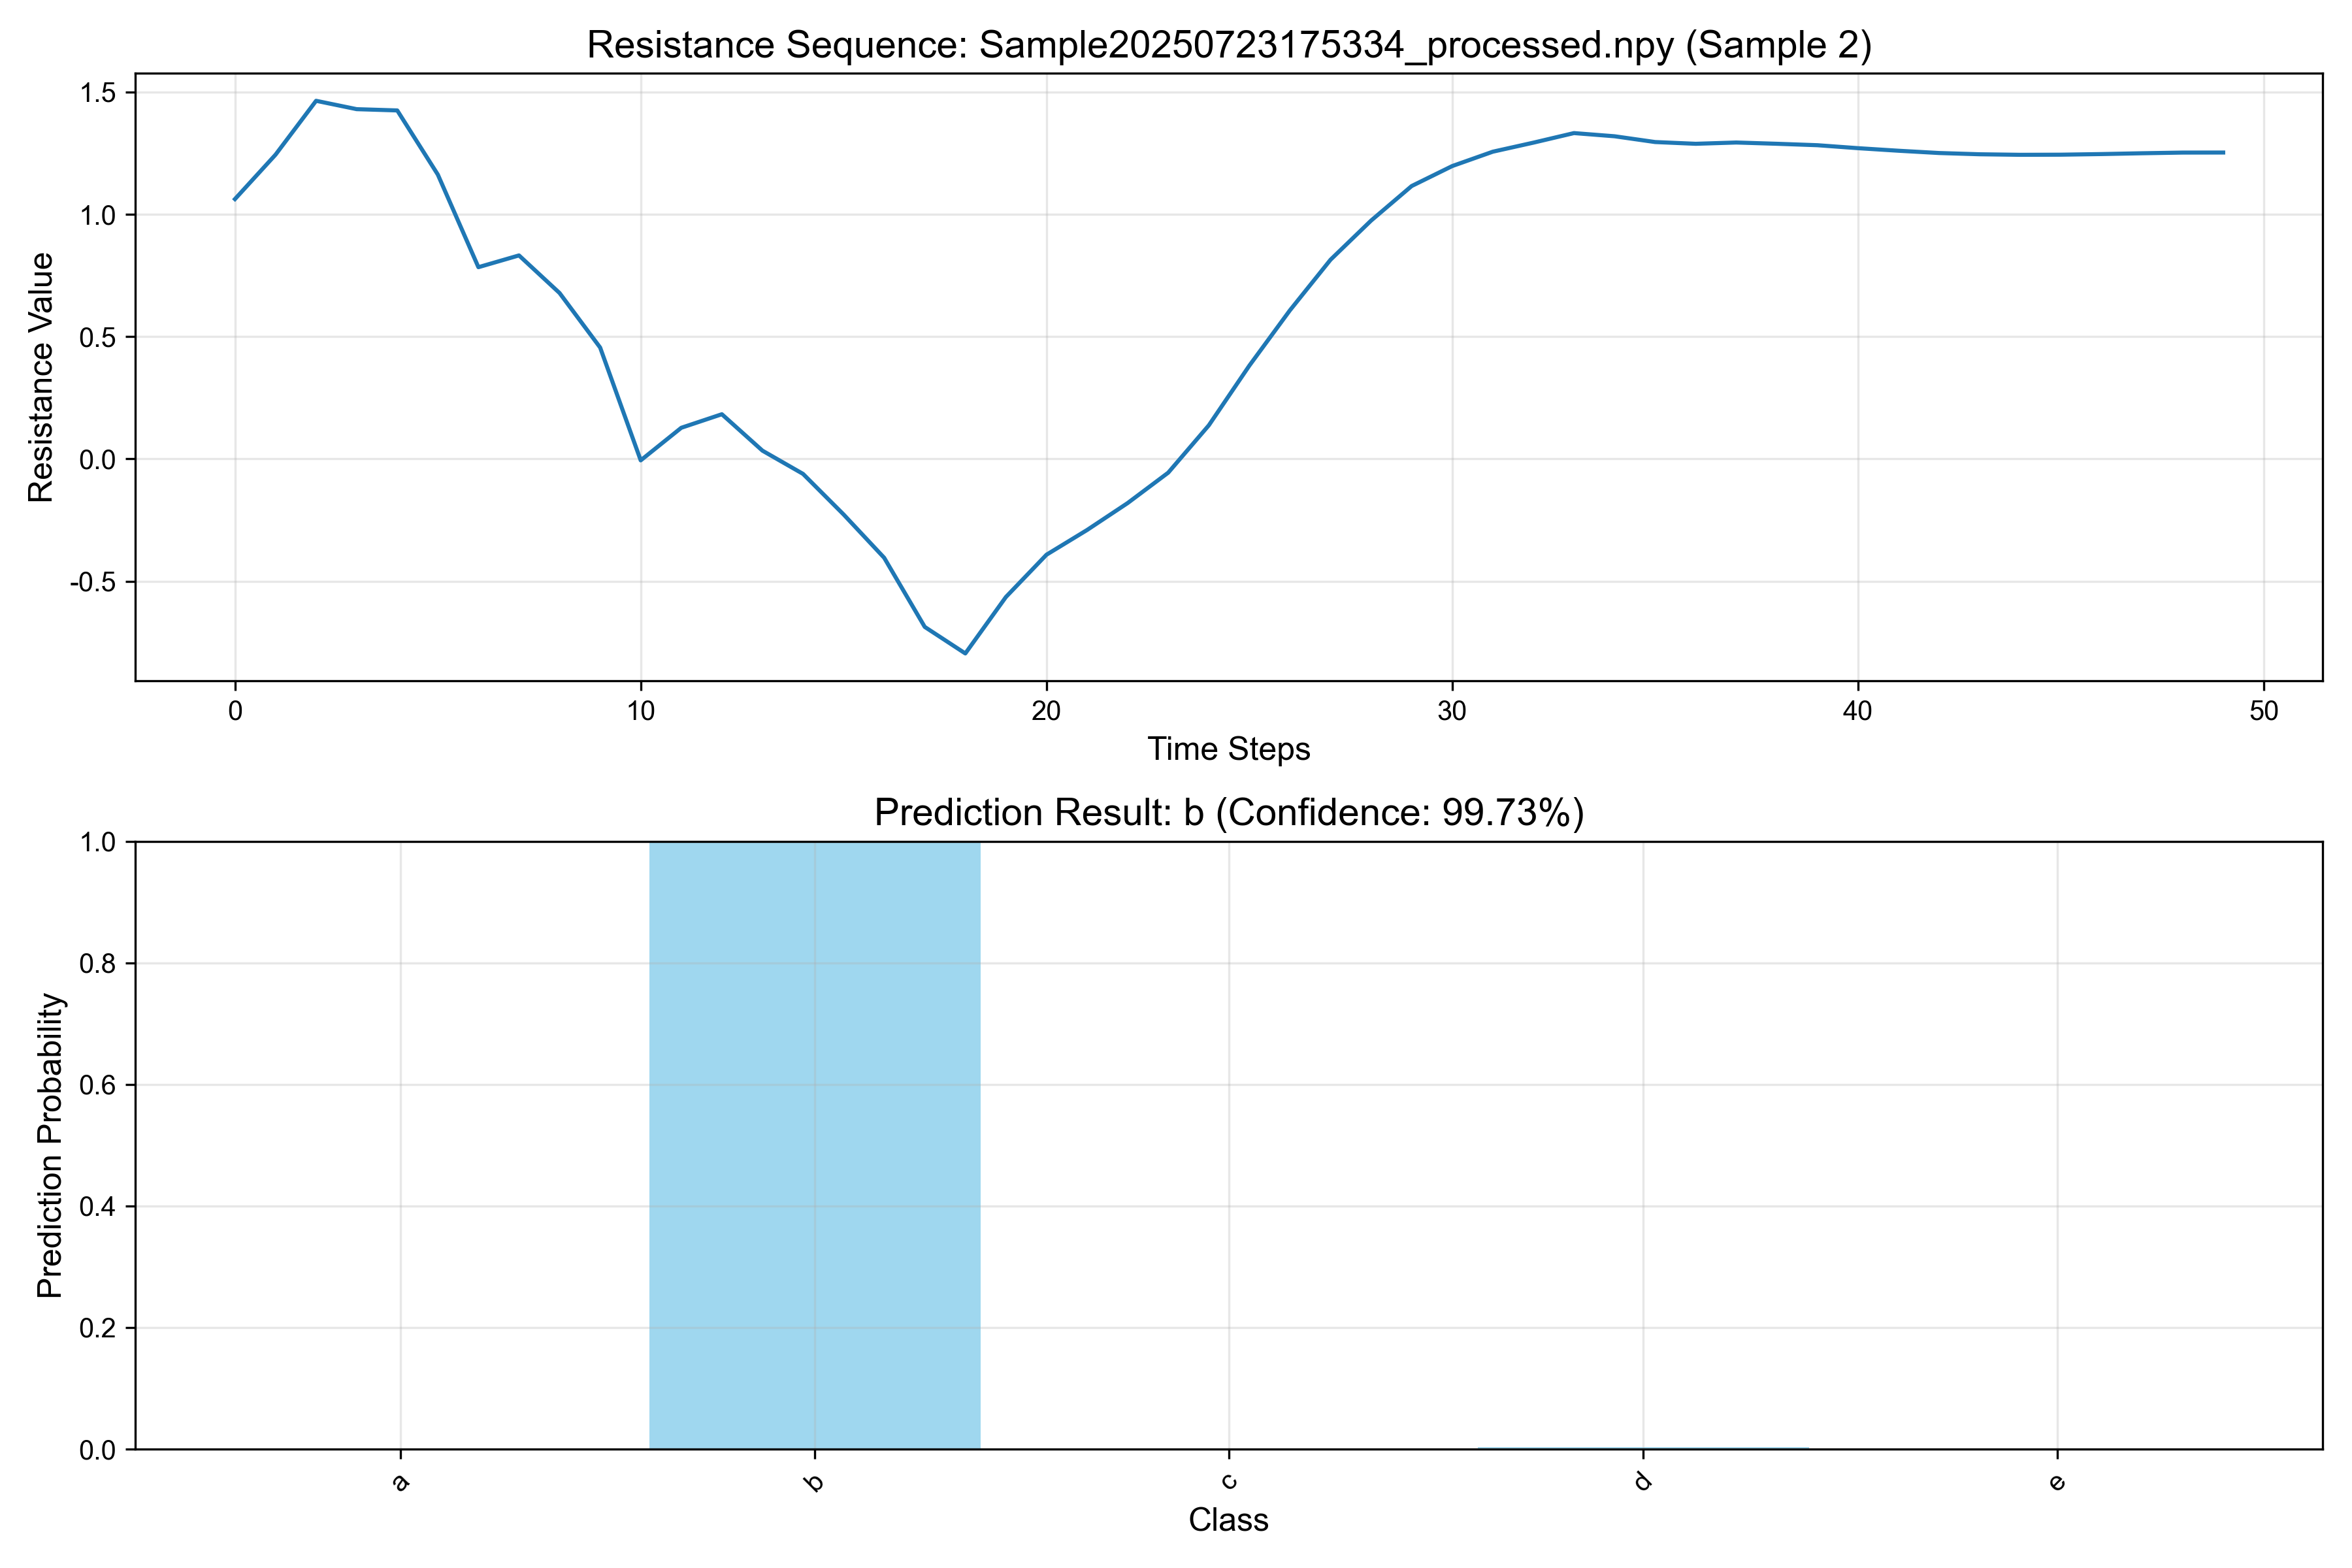 Resistance Sequence: Sample20250723175334_processed.npy (Sample 2)
1.5
1.0
0.5
0.0
-0.5
Resistance Value
0 10 20 30 40 50
Time Steps
Prediction Result: b (Confidence: 99.73%)
1.0
0.8
0.6
0.4
0.2
0.0
Prediction Probability
a b c d e
Class